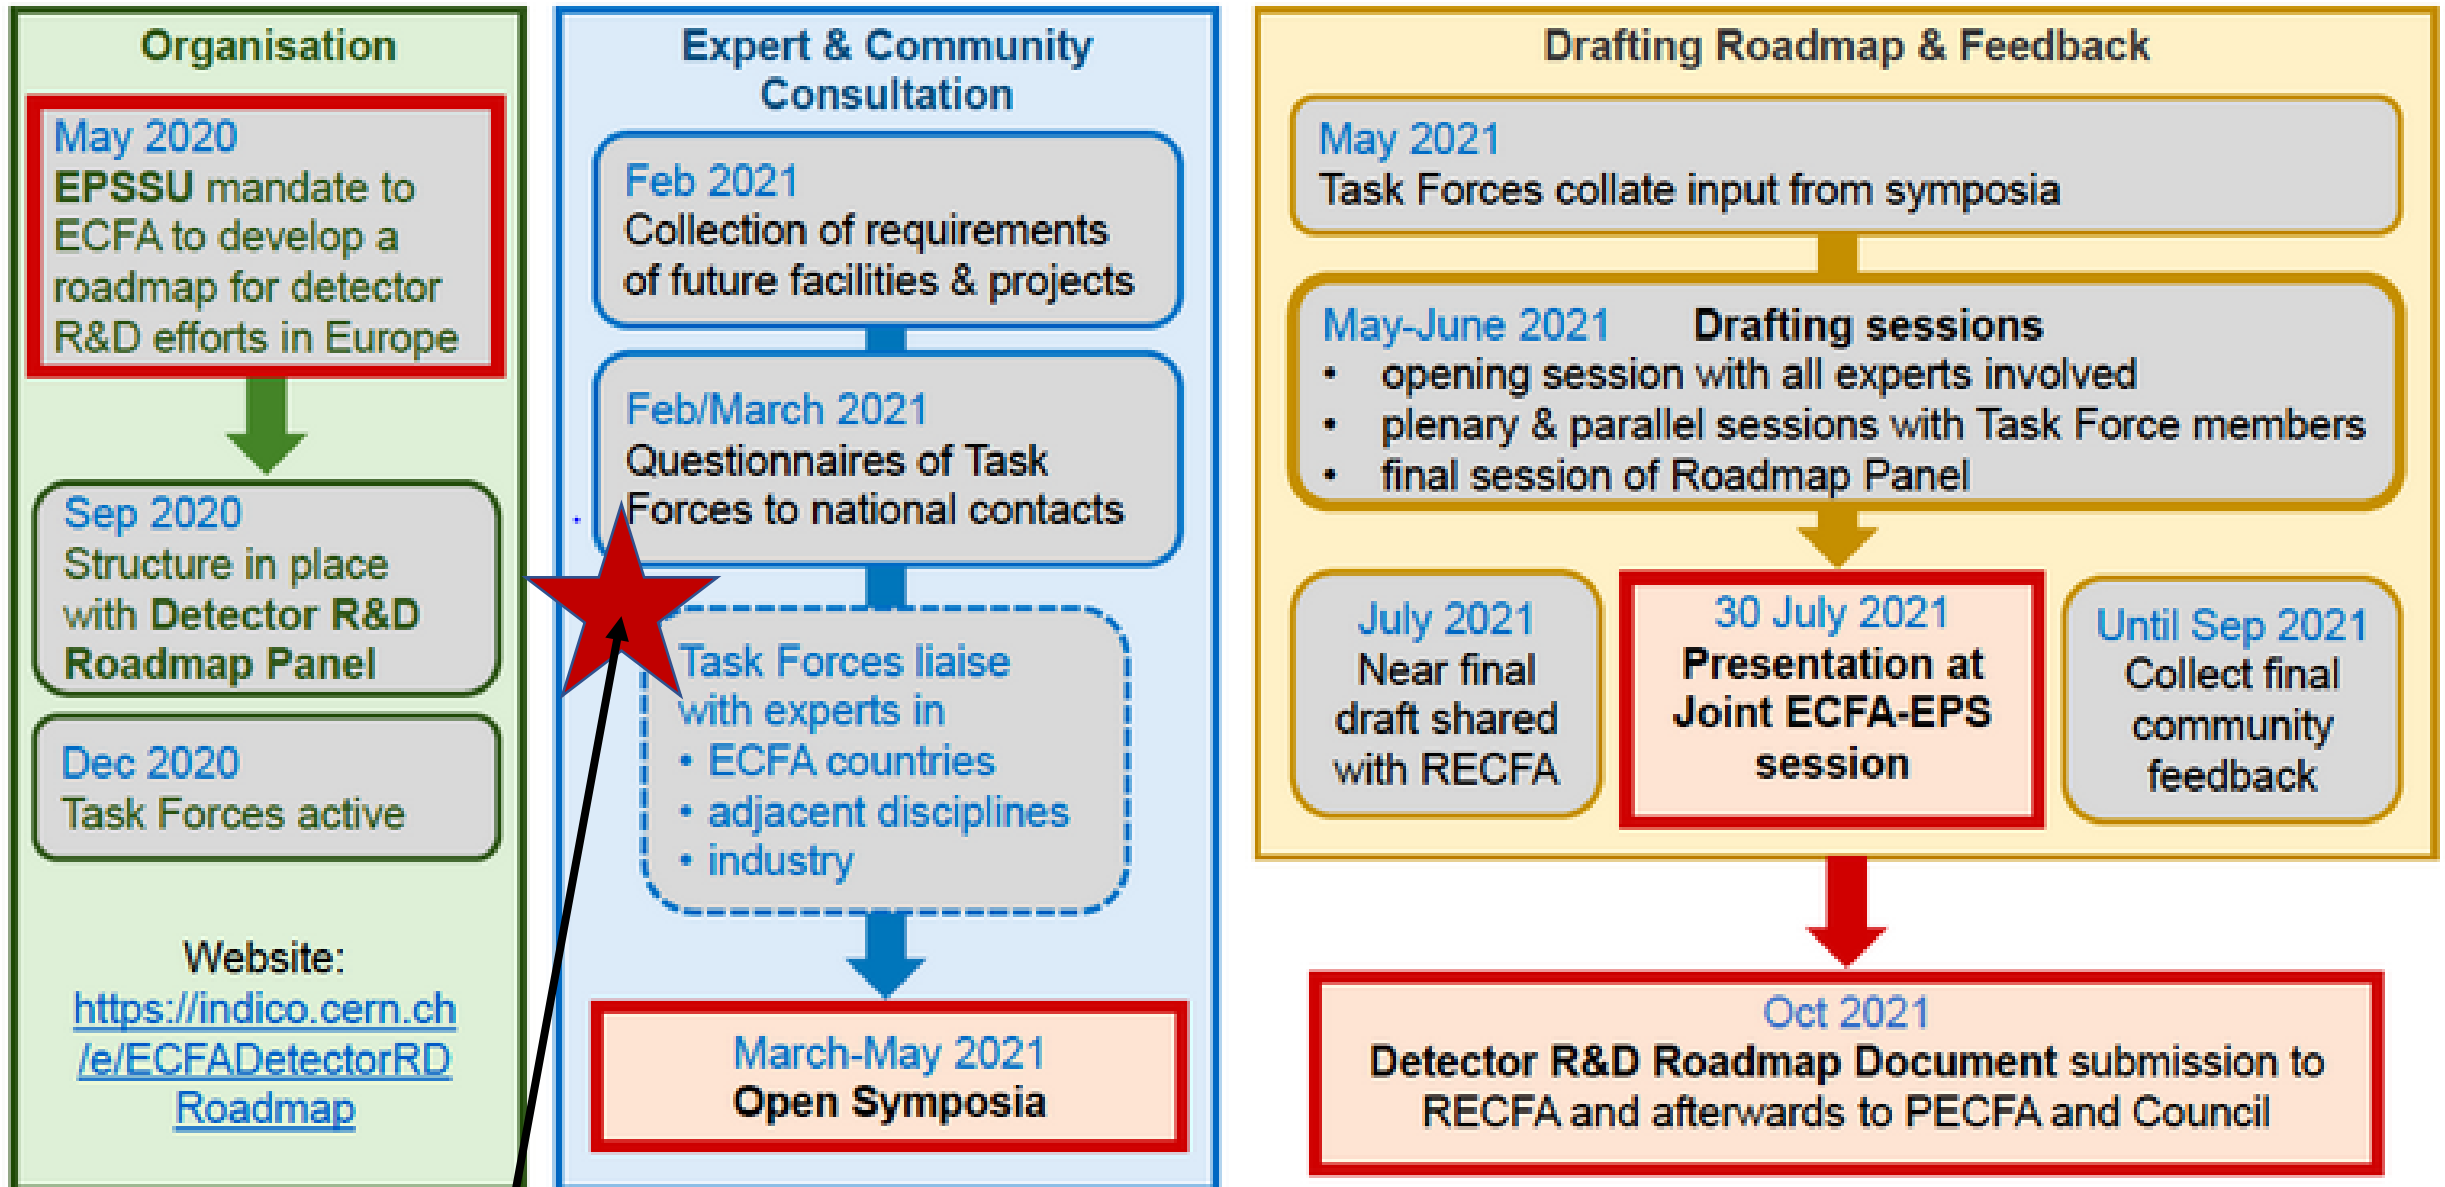 Organisation
May 2020
EPSSU mandate to
ECFA to develop a
roadmap for detector
R&D efforts in Europe
Sep 2020
Structure in place
with Detector R&D
Roadmap Panel
Dec 2020
Task Forces active
Website:
https://indico.cern.ch
/e/ECFADetectorRD
Roadmap
Expert & Community
Consultation
Feb 2021
Collection of requirements
of future facilities & projects
Feb/March 2021
Questionnaires of Task
Forces to national contacts
Task Forces liaise
with experts in
• ECFA countries
• adjacent disciplines
• industry
March-May 2021
Open Symposia
Drafting Roadmap & Feedback
May 2021
Task Forces collate input from symposia
May-June 2021 Drafting sessions
• opening session with all experts involved
• plenary & parallel sessions with Task Force members
• final session of Roadmap Panel
July 2021
Near final
draft shared
with RECFA
30 July 2021
Presentation at
Joint ECFA-EPS
session
Until Sep 2021
Collect final
community
feedback
Oct 2021
Detector R&D Roadmap Document submission to
RECFA and afterwards to PECFA and Council